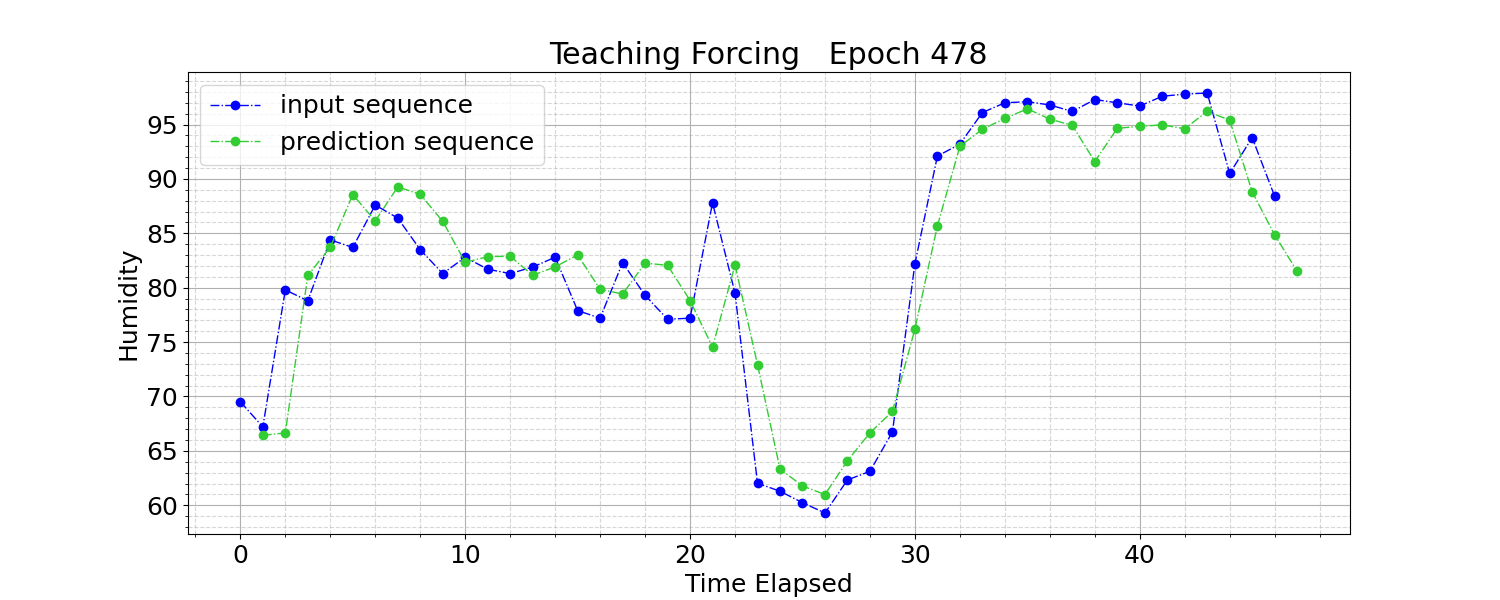 Teaching Forcing   Epoch 478
input sequence
prediction sequence
95
90
85
80
75
70
65
60
Humidity
0 10 20 30 40
Time Elapsed